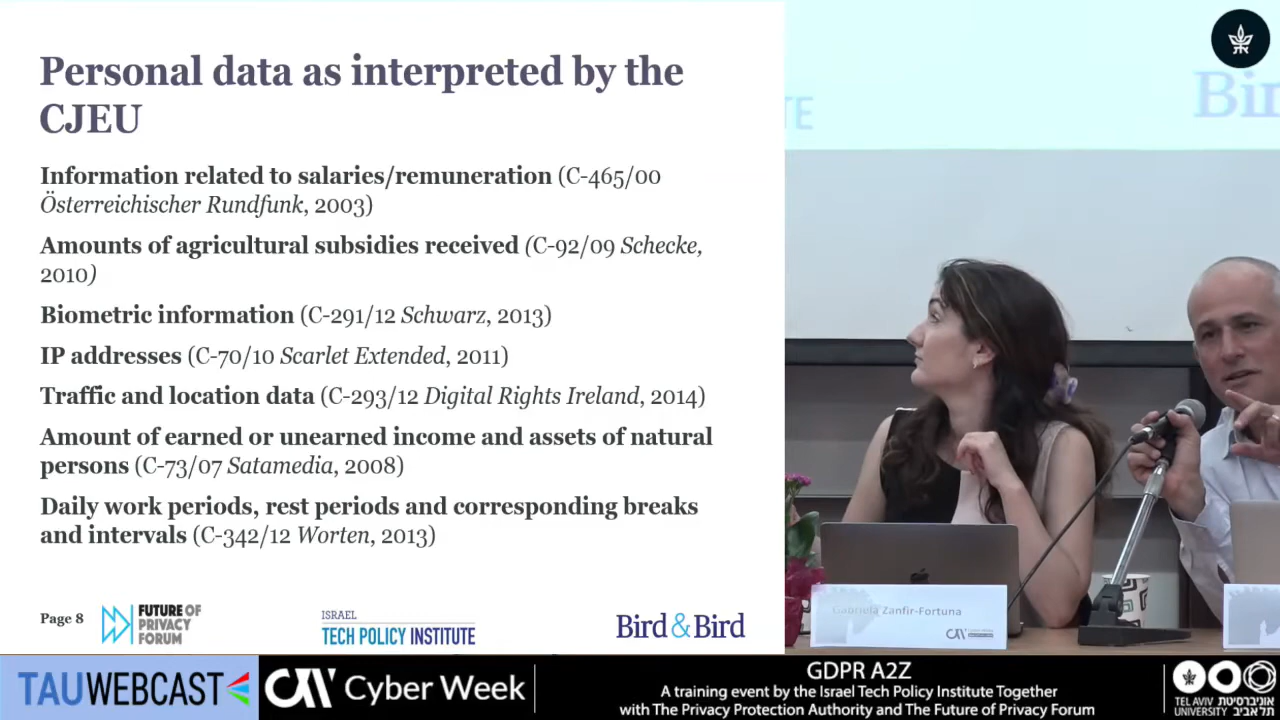 Personal data as interpreted by the
CJEU
Information related to salaries/remuneration (C-465/00
Österreichischer Rundfunk, 2003)
Amounts of agricultural subsidies received (C-92/09 Schecke,
2010)
Biometric information (C-291/12 Schwarz, 2013)
IP addresses (C-70/10 Scarlet Extended, 2011)
Traffic and location data (C-293/12 Digital Rights Ireland, 2014)
Amount of earned or unearned income and assets of natural
persons (C-73/07 Satamedia, 2008)
Daily work periods, rest periods and corresponding breaks
and intervals (C-342/12 Worten, 2013)
Page 8
FUTURE OF
PRIVACY
FORUM
ISRAEL
TECH POLICY INSTITUTE
Bird&Bird
TE
Bir
Gabriela Zanfir-Fortuna
TAUWEBCAST
Cyber Week
GDPR A2Z
A training event by the Israel Tech Policy Institute Together
with The Privacy Protection Authority and The Future of Privacy Forum
TEL AVIV אוניברסיטת
UNIVERSITY תל אביב